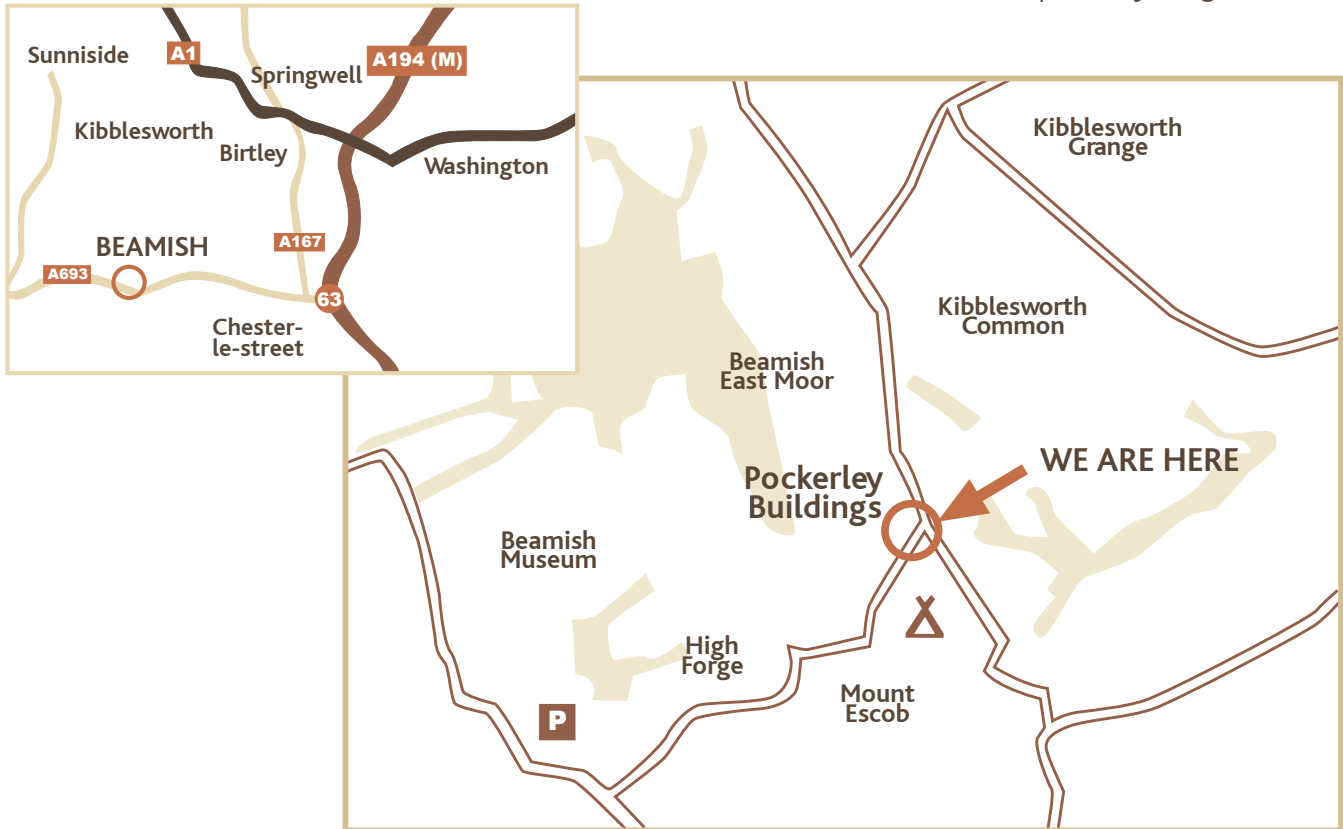 Sunniside
A1
Springwell
A194 (M)
Kibblesworth
Birtley
Washington
BEAMISH
A167
A693
63
Chester-
le-street
Kibblesworth
Grange
Kibblesworth
Common
Beamish
East Moor
WE ARE HERE
Pockerley
Buildings
Beamish
Museum
High
Forge
Mount
Escob
P